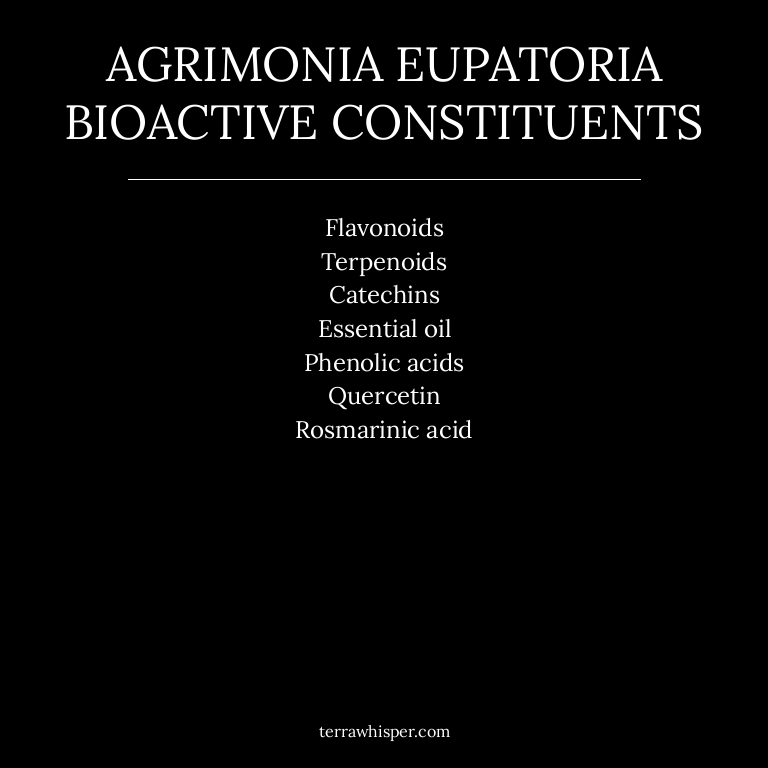 AGRIMONIA EUPATORIA
BIOACTIVE CONSTITUENTS
Flavonoids
Terpenoids
Catechins
Essential oil
Phenolic acids
Quercetin
Rosmarinic acid
terrawhisper.com